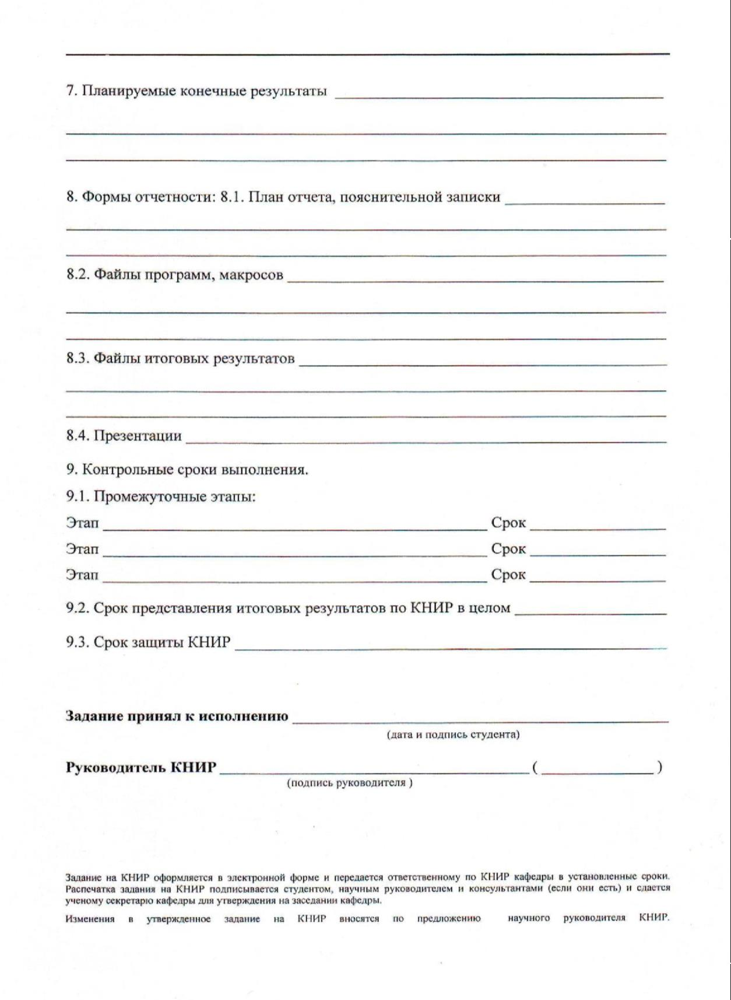 7. Планируемые конечные результаты
8. Формы отчетности: 8.1. План отчета, пояснительной записки
8.2. Файлы программ, макросов
8.3. Файлы итоговых результатов
8.4. Презентации
9. Контрольные сроки выполнения.
9.1. Промежуточные этапы:
Этап Срок
Этап Срок
Этап Срок
9.2. Срок представления итоговых результатов по КНИР в целом
9.3. Срок защиты КНИР
Задание принял к исполнению
(дата и подпись студента)
Руководитель КНИР ( )
(подпись руководителя )
Задание на КНИР оформляется в электронной форме и передается ответственному по КНИР кафедры в установленные сроки.
Распечатка задания на КНИР подписывается студентом, научным руководителем и консультантами (если они есть) и сдается
ученому секретарю кафедры для утверждения на заседании кафедры.
Изменения в утвержденное задание на КНИР вносятся по предложению научного руководителя КНИР.